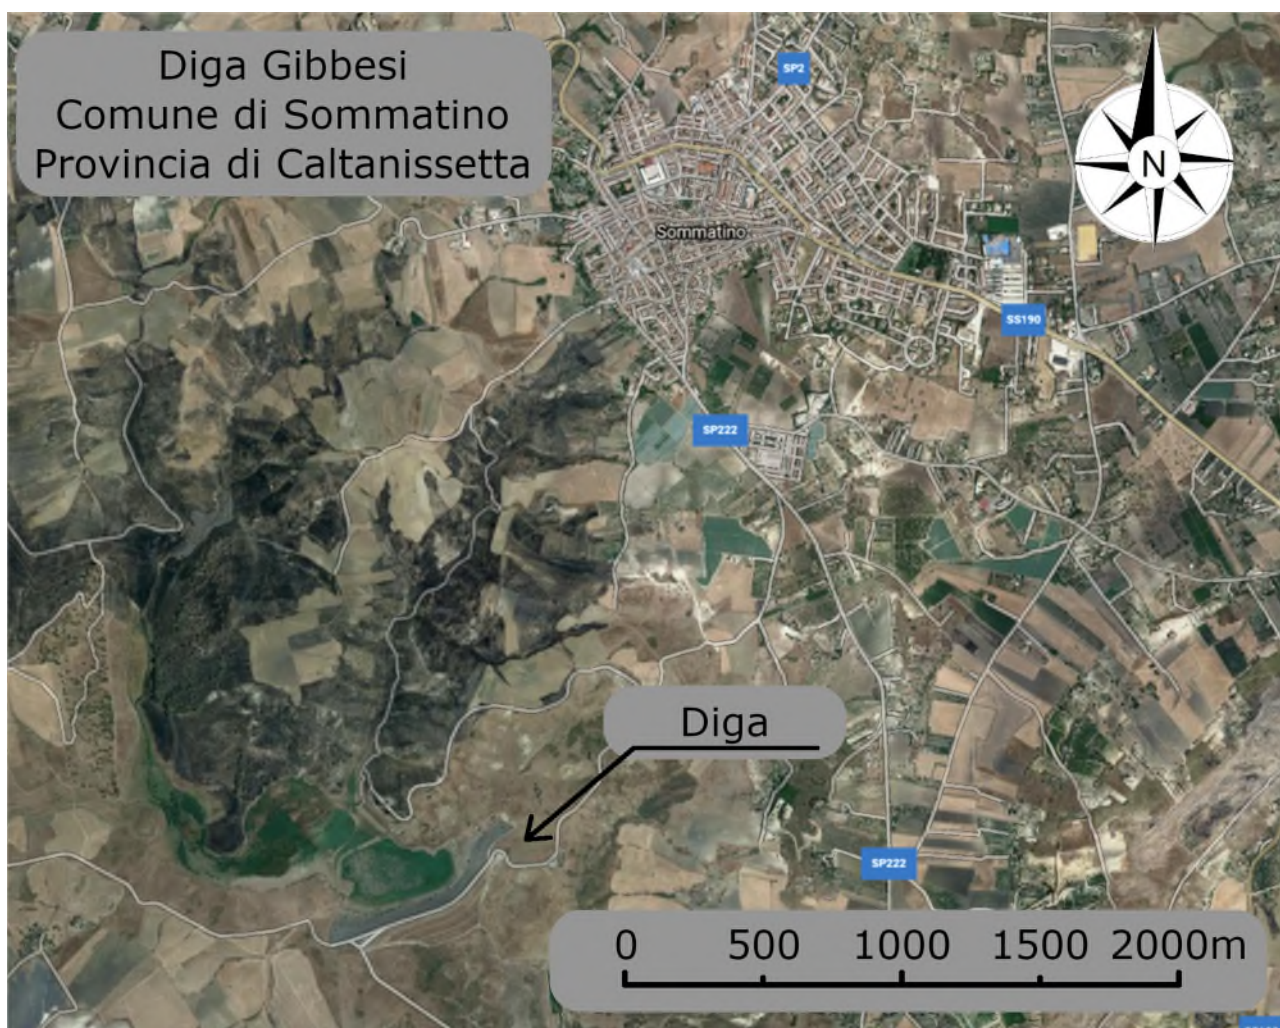 Diga Gibbesi
Comune di Sommatino
Provincia di Caltanissetta
SP2
N
Sommatino
SS190
SP222
Diga
SP222
0 500 1000 1500 2000m